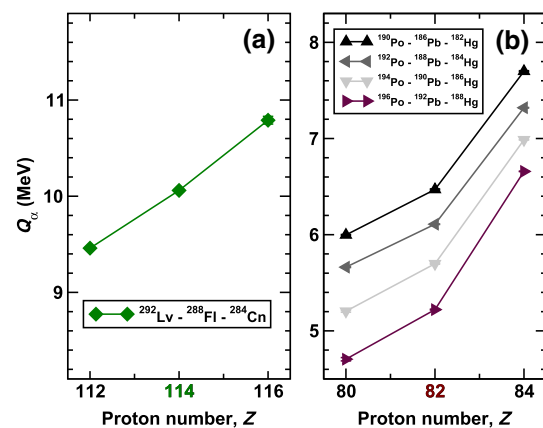 (a)
11
10
9
Qα (MeV)
²⁹²Lv - ²⁸⁸Fl - ²⁸⁴Cn
112 114 116
Proton number, Z
(b)
¹⁹⁰Po - ¹⁸⁶Pb - ¹⁸²Hg
¹⁹²Po - ¹⁸⁸Pb - ¹⁸⁴Hg
¹⁹⁴Po - ¹⁹⁰Pb - ¹⁸⁶Hg
¹⁹⁶Po - ¹⁹²Pb - ¹⁸⁸Hg
8
7
6
5
80 82 84
Proton number, Z